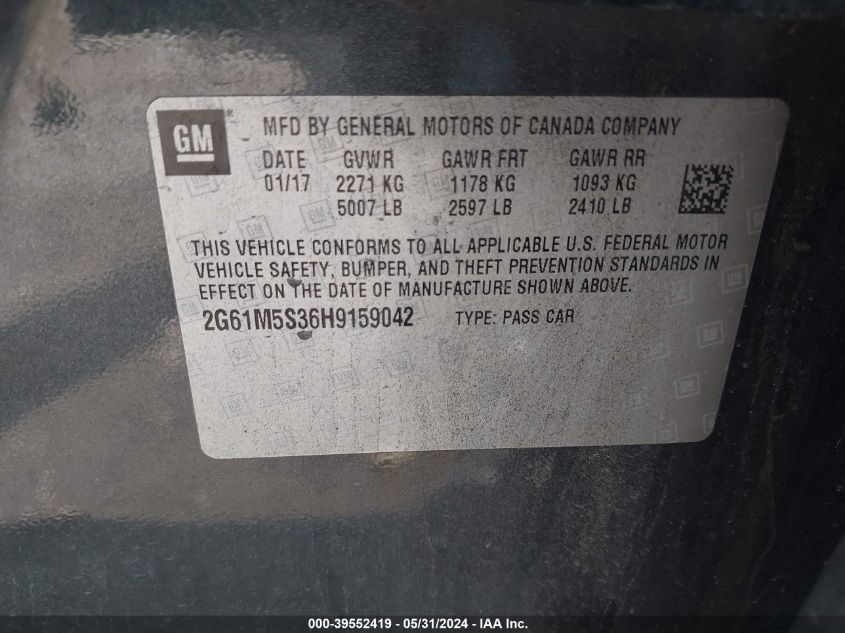 GM® MFD BY GENERAL MOTORS OF CANADA COMPANY
DATE GVWR GAWR FRT GAWR RR
01/17 2271 KG 1178 KG 1093 KG
5007 LB 2597 LB 2410 LB
THIS VEHICLE CONFORMS TO ALL APPLICABLE U.S. FEDERAL MOTOR
VEHICLE SAFETY, BUMPER, AND THEFT PREVENTION STANDARDS IN
EFFECT ON THE DATE OF MANUFACTURE SHOWN ABOVE.
2G61M5S36H9159042 TYPE: PASS CAR
000-39552419 - 05/31/2024 - IAA Inc.